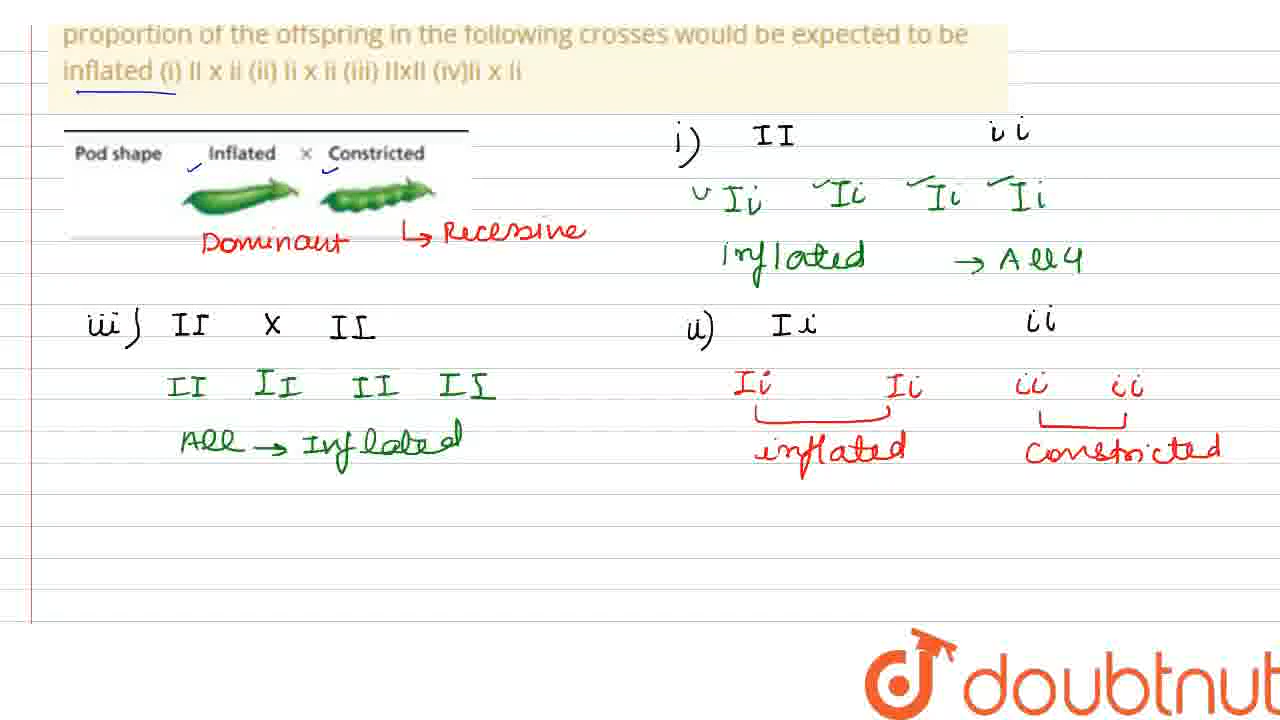 proportion of the offspring in the following crosses would be expected to be
inflated (i) II x ii (ii) Ii x ii (iii) IIxII (iv)Ii x Ii
Pod shape Inflated × Constricted
Dominant ↳ Recessive
i) II ii
Ii Ii Ii Ii
inflated → All 4
iii) II x II
II II II II
All → Inflated
ii) Ii ii
Ii Ii ii ii
inflated constricted
doubtnut